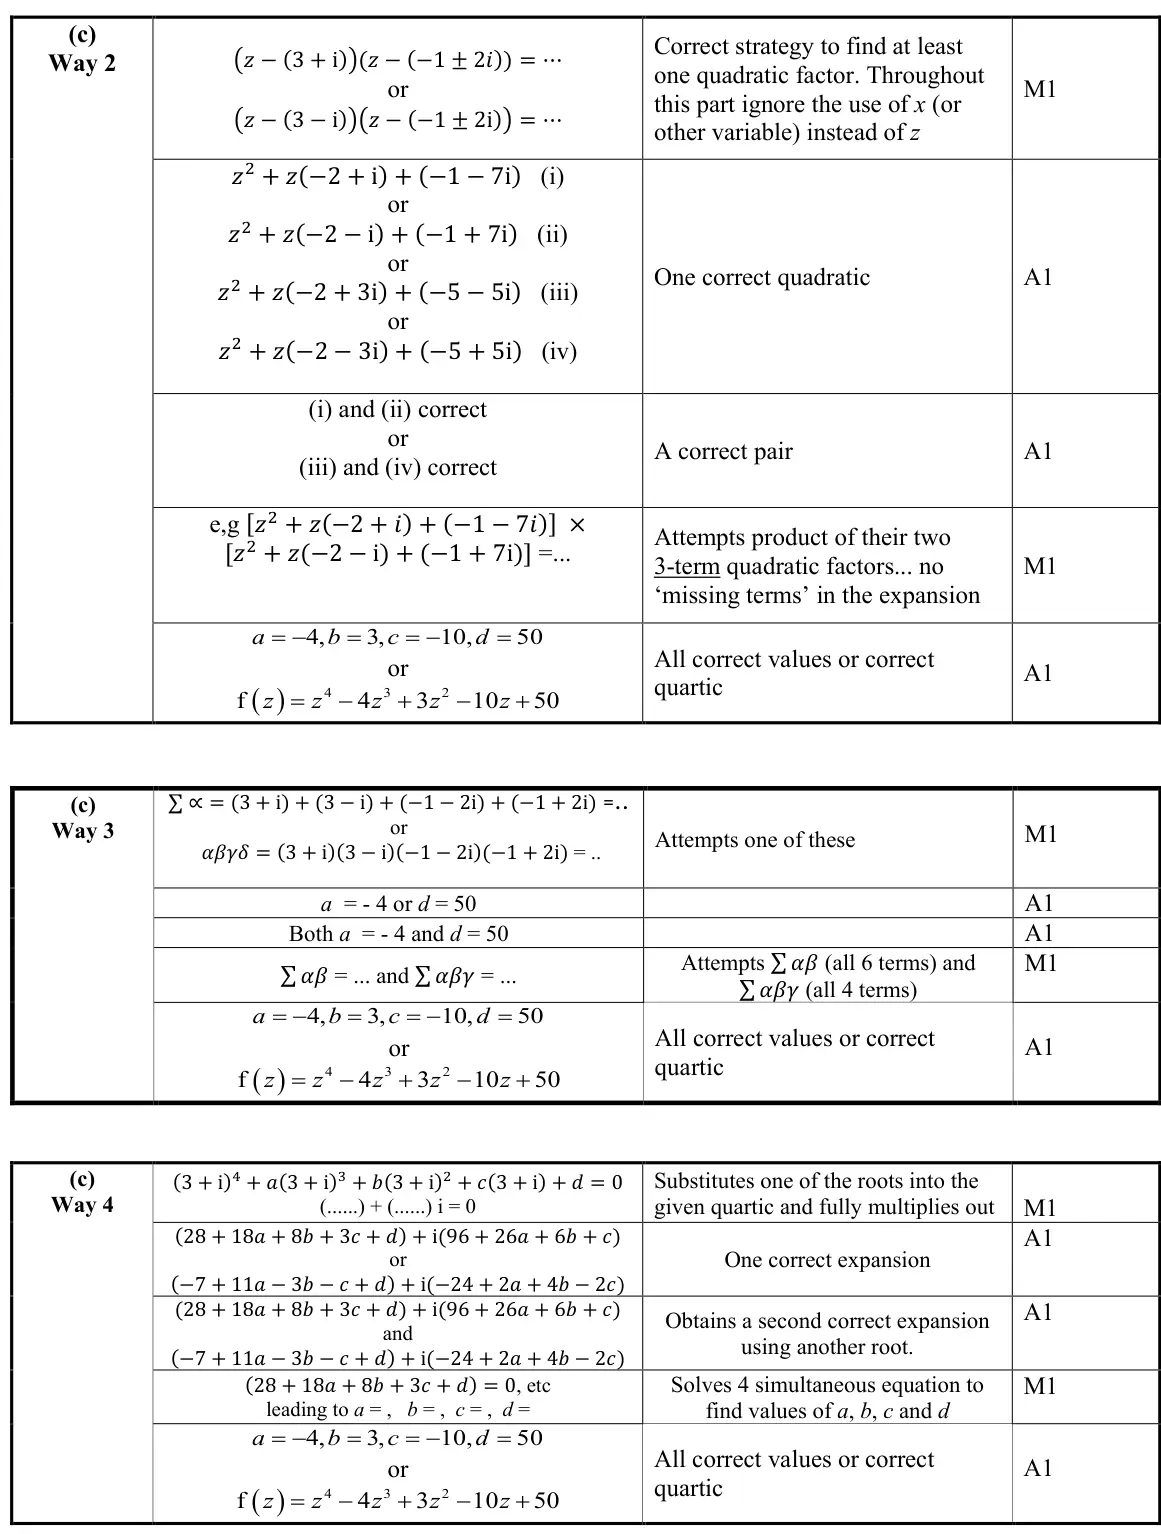 (c)
Way 2
(z − (3 + i))(z − (−1 ± 2i)) = ⋯
or
(z − (3 − i))(z − (−1 ± 2i)) = ⋯
Correct strategy to find at least
one quadratic factor. Throughout
this part ignore the use of x (or
other variable) instead of z
M1
z² + z(−2 + i) + (−1 − 7i) (i)
or
z² + z(−2 − i) + (−1 + 7i) (ii)
or
z² + z(−2 + 3i) + (−5 − 5i) (iii)
or
z² + z(−2 − 3i) + (−5 + 5i) (iv)
One correct quadratic
A1
(i) and (ii) correct
or
(iii) and (iv) correct
A correct pair
A1
e,g [z² + z(−2 + i) + (−1 − 7i)] ×
[z² + z(−2 − i) + (−1 + 7i)] =...
Attempts product of their two
3-term quadratic factors... no
‘missing terms’ in the expansion
M1
a = −4, b = 3, c = −10, d = 50
or
f(z) = z⁴ − 4z³ + 3z² −10z + 50
All correct values or correct
quartic
A1
(c)
Way 3
∑ ∝ = (3 + i) + (3 − i) + (−1 − 2i) + (−1 + 2i) =..
or
αβγδ = (3 + i)(3 − i)(−1 − 2i)(−1 + 2i) = ..
Attempts one of these
M1
a = - 4 or d = 50
A1
Both a = - 4 and d = 50
A1
∑ αβ = ... and ∑ αβγ = ...
Attempts ∑ αβ (all 6 terms) and
∑ αβγ (all 4 terms)
M1
a = −4, b = 3, c = −10, d = 50
or
f(z) = z⁴ − 4z³ + 3z² −10z + 50
All correct values or correct
quartic
A1
(c)
Way 4
(3 + i)⁴ + a(3 + i)³ + b(3 + i)² + c(3 + i) + d = 0
(......) + (......) i = 0
Substitutes one of the roots into the
given quartic and fully multiplies out
M1
(28 + 18a + 8b + 3c + d) + i(96 + 26a + 6b + c)
or
(−7 + 11a − 3b − c + d) + i(−24 + 2a + 4b − 2c)
One correct expansion
A1
(28 + 18a + 8b + 3c + d) + i(96 + 26a + 6b + c)
and
(−7 + 11a − 3b − c + d) + i(−24 + 2a + 4b − 2c)
Obtains a second correct expansion
using another root.
A1
(28 + 18a + 8b + 3c + d) = 0, etc
leading to a = , b = , c = , d =
Solves 4 simultaneous equation to
find values of a, b, c and d
M1
a = −4, b = 3, c = −10, d = 50
or
f(z) = z⁴ − 4z³ + 3z² −10z + 50
All correct values or correct
quartic
A1